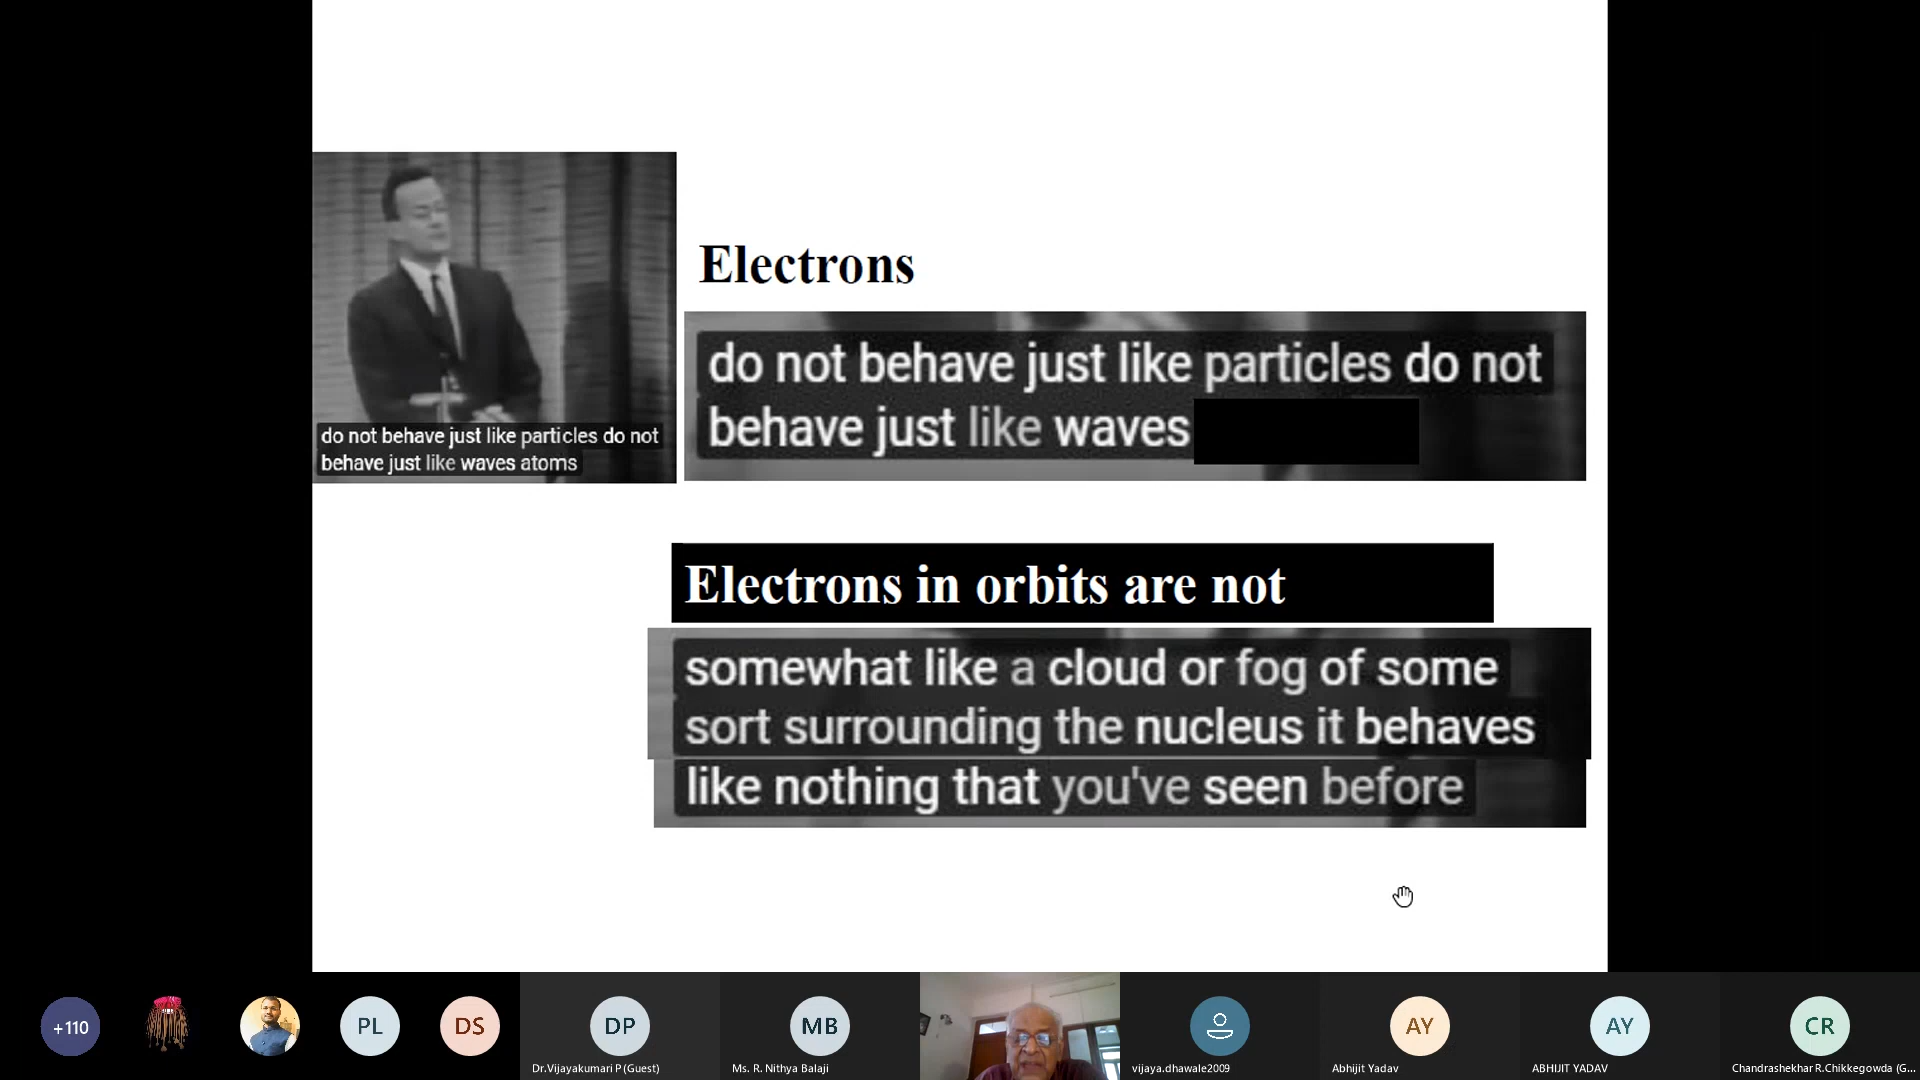 Electrons
do not behave just like particles do not
behave just like waves
do not behave just like particles do not
behave just like waves atoms
Electrons in orbits are not
somewhat like a cloud or fog of some
sort surrounding the nucleus it behaves
like nothing that you've seen before
+110
PL
DS
DP
MB
AY
AY
CR
Dr.Vijayakumari P (Guest)
Ms. R. Nithya Balaji
vijaya.dhawale2009
Abhijit Yadav
ABHIJIT YADAV
Chandrashekhar R.Chikkegowda (G...